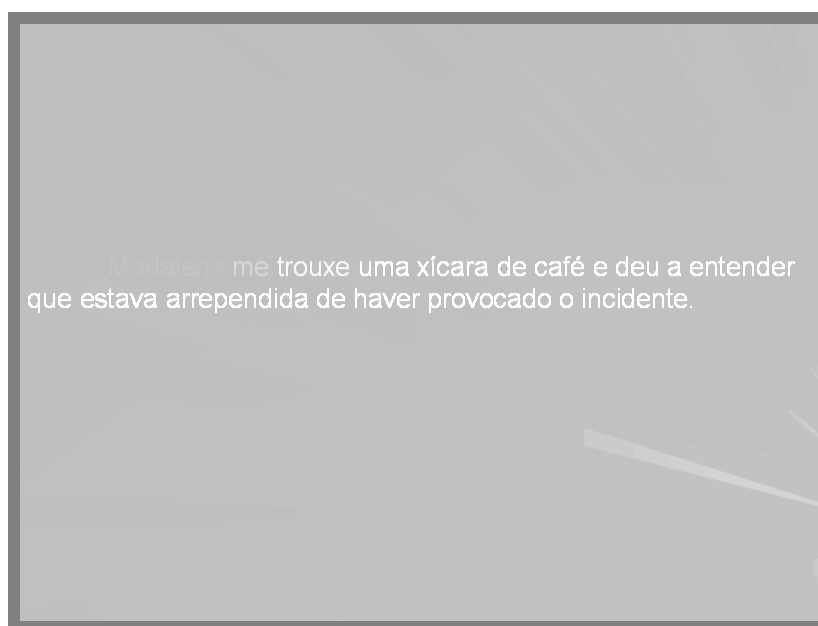 Madalena me trouxe uma xícara de café e deu a entender
que estava arrependida de haver provocado o incidente.